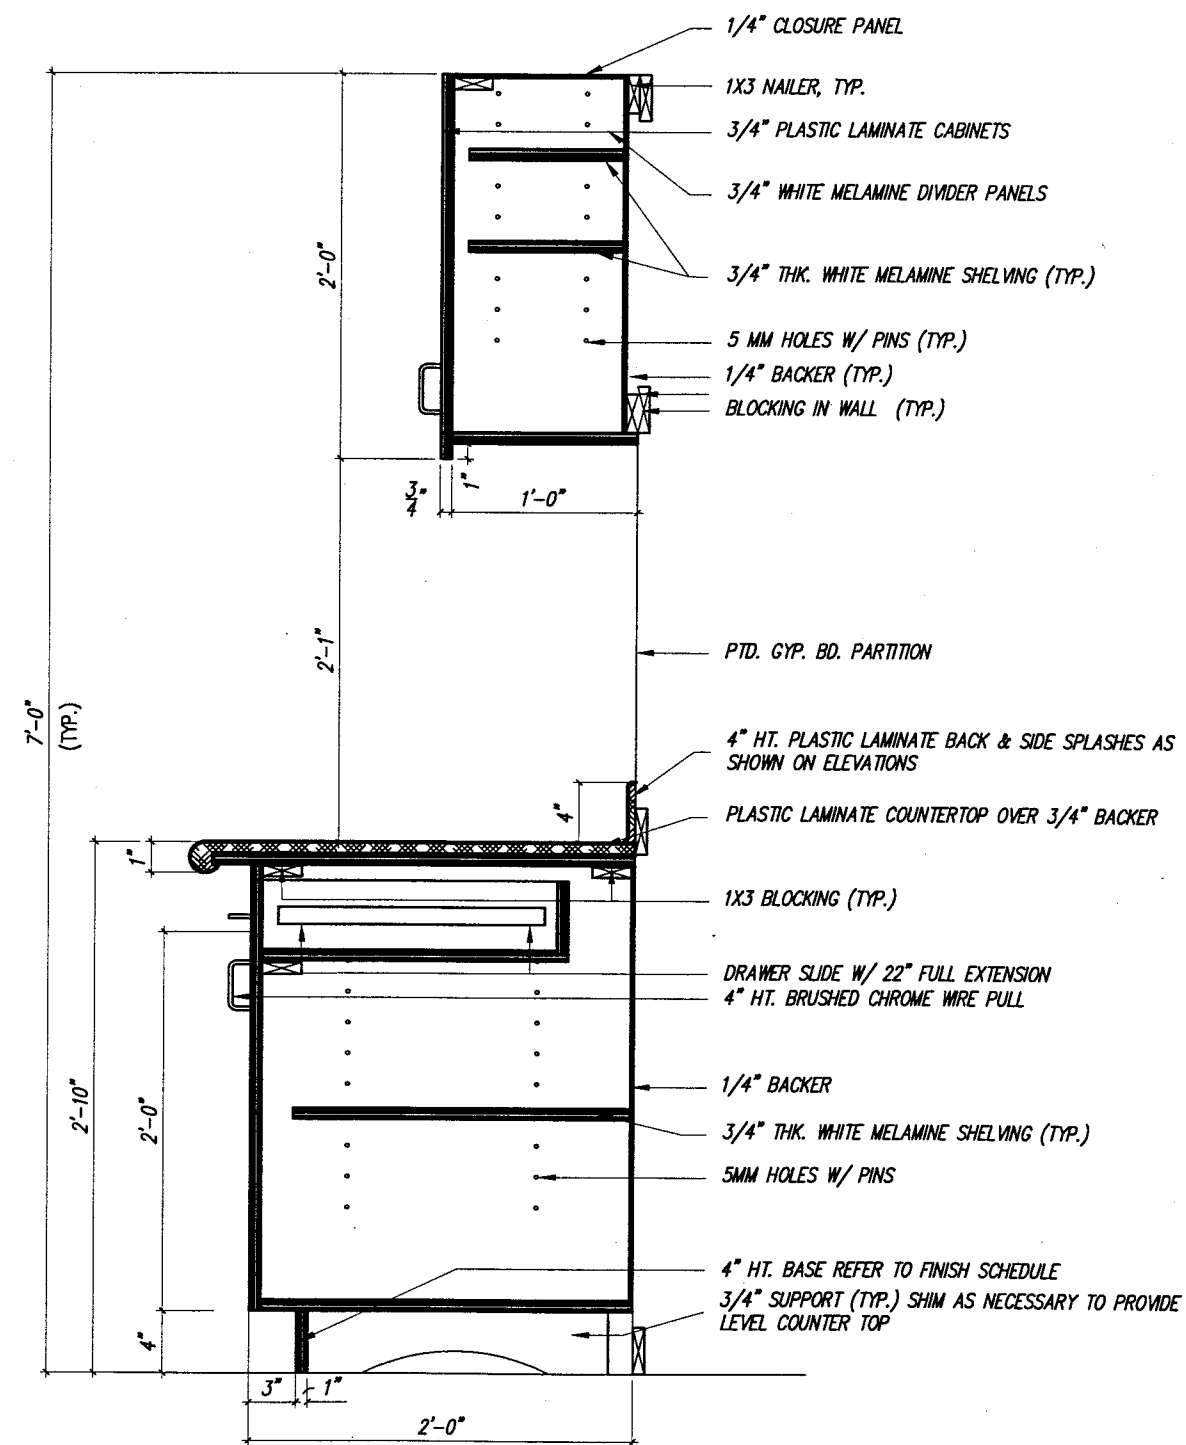 1/4" CLOSURE PANEL
1X3 NAILER, TYP.
3/4" PLASTIC LAMINATE CABINETS
3/4" WHITE MELAMINE DIVIDER PANELS
2'-0"
3/4" THK. WHITE MELAMINE SHELVING (TYP.)
5 MM HOLES W/ PINS (TYP.)
1/4" BACKER (TYP.)
BLOCKING IN WALL (TYP.)
3/4"
1"
1'-0"
2'-1"
PTD. GYP. BD. PARTITION
7'-0"
(TYP.)
4" HT. PLASTIC LAMINATE BACK & SIDE SPLASHES AS
SHOWN ON ELEVATIONS
4"
PLASTIC LAMINATE COUNTERTOP OVER 3/4" BACKER
1"
1X3 BLOCKING (TYP.)
DRAWER SLIDE W/ 22" FULL EXTENSION
4" HT. BRUSHED CHROME WIRE PULL
2'-10"
2'-0"
1/4" BACKER
3/4" THK. WHITE MELAMINE SHELVING (TYP.)
5MM HOLES W/ PINS
4" HT. BASE REFER TO FINISH SCHEDULE
3/4" SUPPORT (TYP.) SHIM AS NECESSARY TO PROVIDE
LEVEL COUNTER TOP
4"
3"
1"
2'-0"